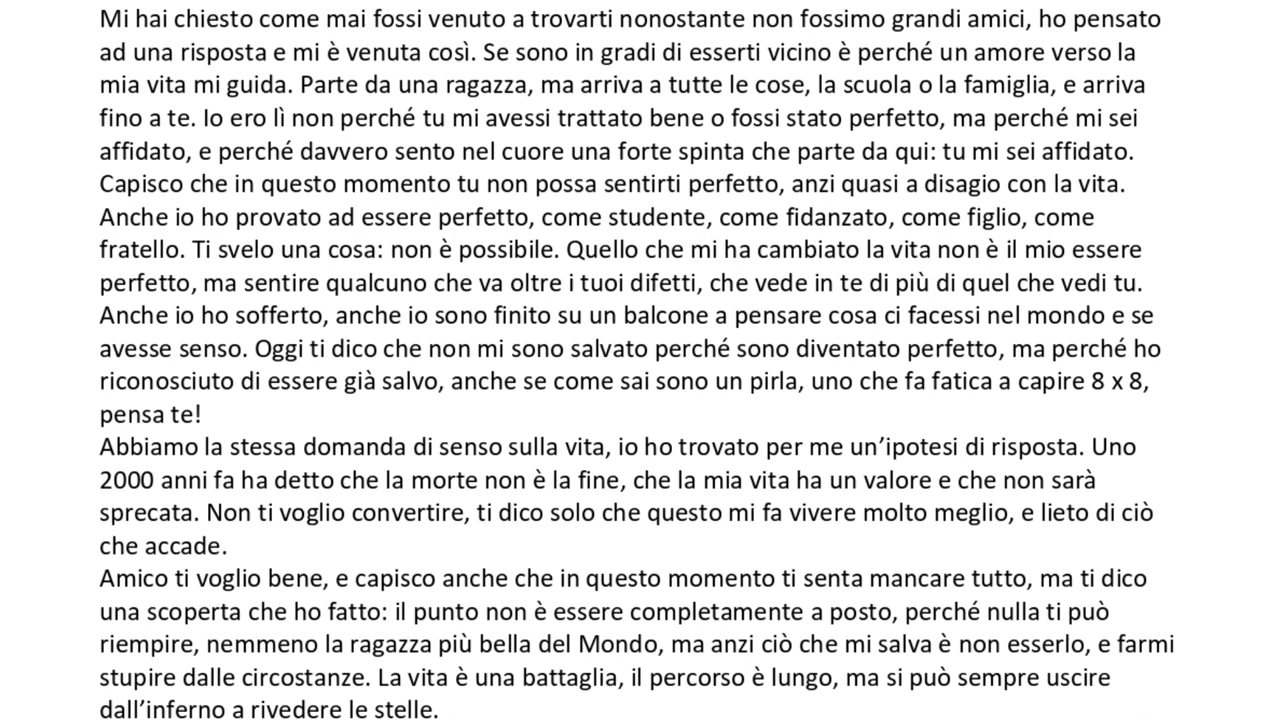 Mi hai chiesto come mai fossi venuto a trovarti nonostante non fossimo grandi amici, ho pensato
ad una risposta e mi è venuta così. Se sono in gradi di esserti vicino è perché un amore verso la
mia vita mi guida. Parte da una ragazza, ma arriva a tutte le cose, la scuola o la famiglia, e arriva
fino a te. Io ero lì non perché tu mi avessi trattato bene o fossi stato perfetto, ma perché mi sei
affidato, e perché davvero sento nel cuore una forte spinta che parte da qui: tu mi sei affidato.
Capisco che in questo momento tu non possa sentirti perfetto, anzi quasi a disagio con la vita.
Anche io ho provato ad essere perfetto, come studente, come fidanzato, come figlio, come
fratello. Ti svelo una cosa: non è possibile. Quello che mi ha cambiato la vita non è il mio essere
perfetto, ma sentire qualcuno che va oltre i tuoi difetti, che vede in te di più di quel che vedi tu.
Anche io ho sofferto, anche io sono finito su un balcone a pensare cosa ci facessi nel mondo e se
avesse senso. Oggi ti dico che non mi sono salvato perché sono diventato perfetto, ma perché ho
riconosciuto di essere già salvo, anche se come sai sono un pirla, uno che fa fatica a capire 8 x 8,
pensa te!
Abbiamo la stessa domanda di senso sulla vita, io ho trovato per me un’ipotesi di risposta. Uno
2000 anni fa ha detto che la morte non è la fine, che la mia vita ha un valore e che non sarà
sprecata. Non ti voglio convertire, ti dico solo che questo mi fa vivere molto meglio, e lieto di ciò
che accade.
Amico ti voglio bene, e capisco anche che in questo momento ti senta mancare tutto, ma ti dico
una scoperta che ho fatto: il punto non è essere completamente a posto, perché nulla ti può
riempire, nemmeno la ragazza più bella del Mondo, ma anzi ciò che mi salva è non esserlo, e farmi
stupire dalle circostanze. La vita è una battaglia, il percorso è lungo, ma si può sempre uscire
dall’inferno a rivedere le stelle.